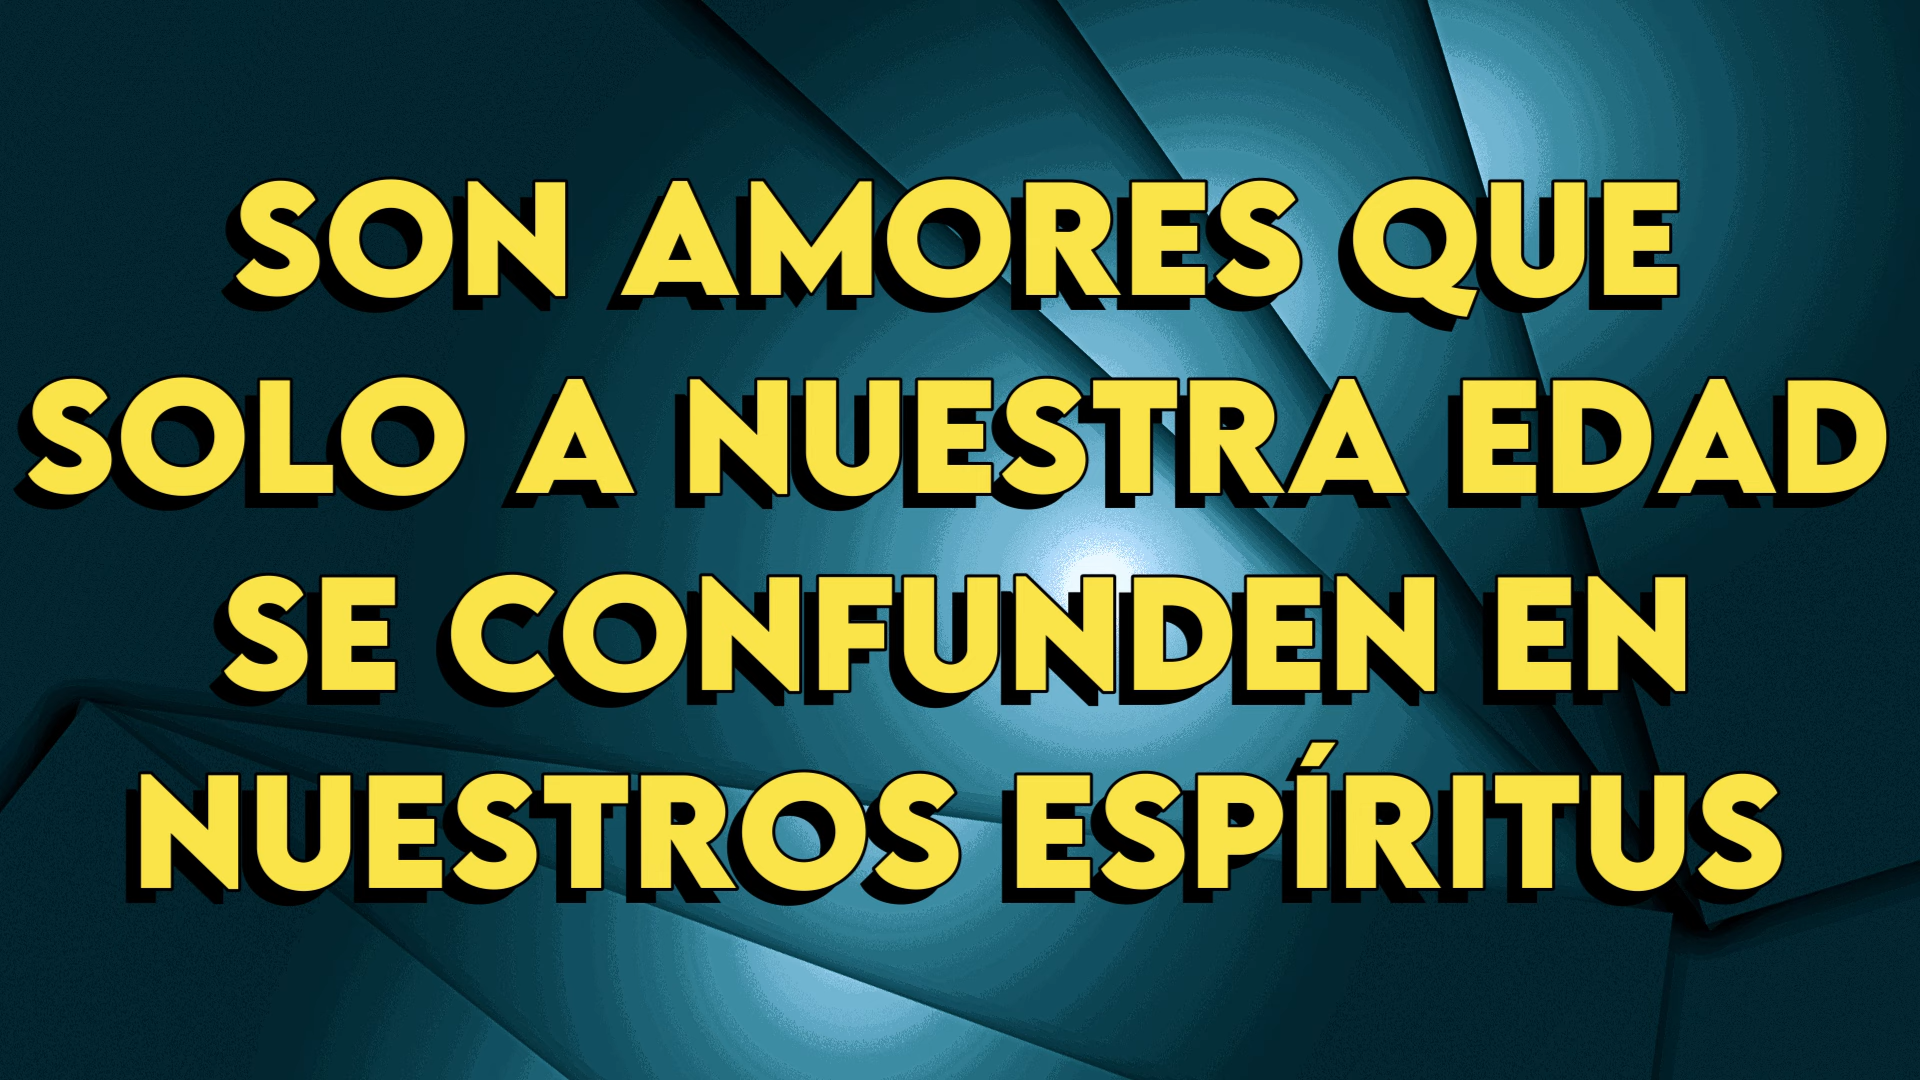 SON AMORES QUE
SOLO A NUESTRA EDAD
SE CONFUNDEN EN
NUESTROS ESPÍRITUS